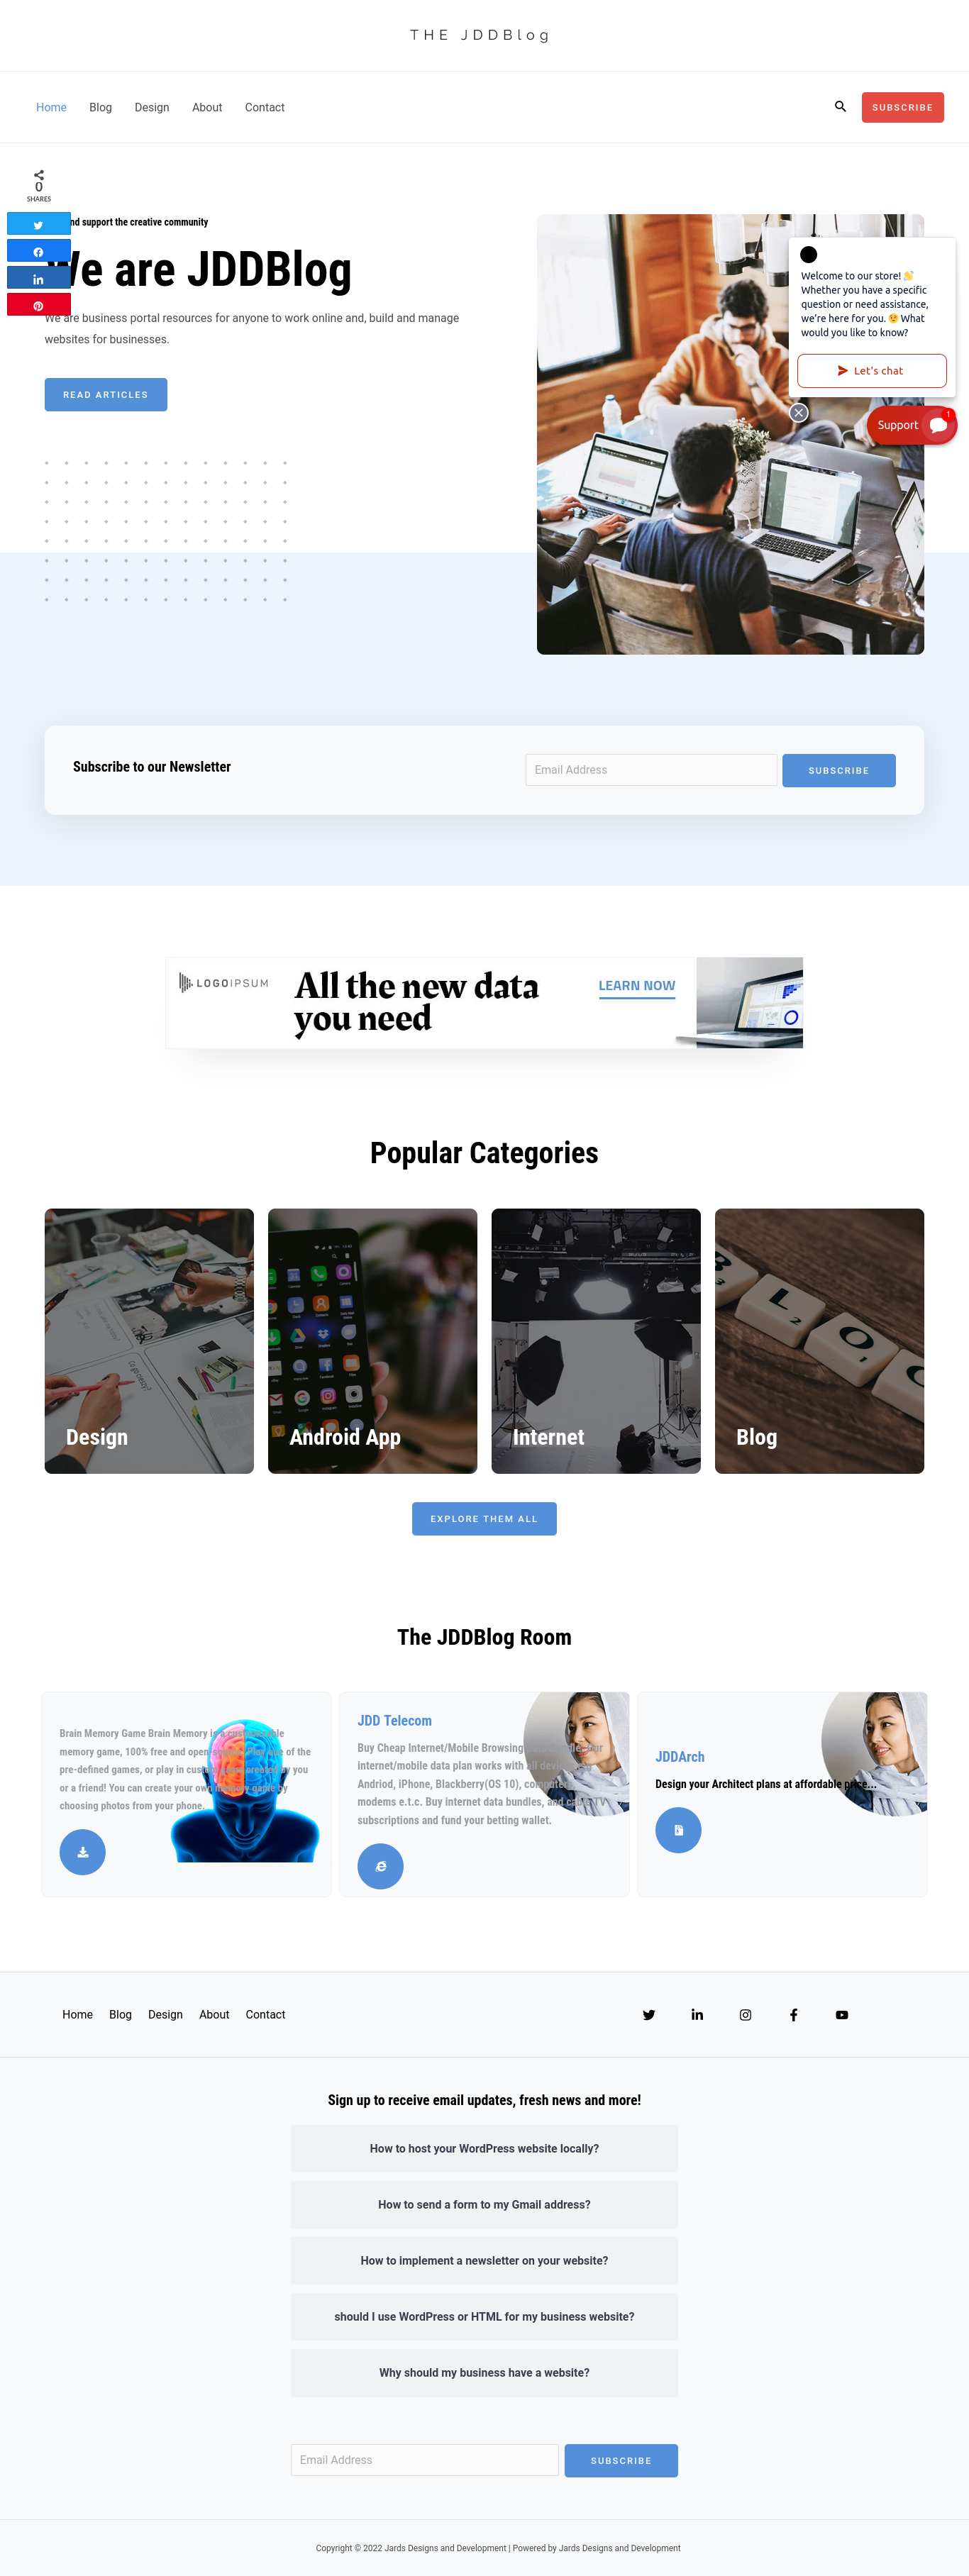 THE JDDBlog
Home Blog Design About Contact
SUBSCRIBE
0
SHARES
nd support the creative community
We are JDDBlog
We are business portal resources for anyone to work online and, build and manage
websites for businesses.
READ ARTICLES
Welcome to our store! 👋
Whether you have a specific
question or need assistance,
we're here for you. 😉 What
would you like to know?
Let's chat
Support
1
Subscribe to our Newsletter
Email Address
SUBSCRIBE
LOGOIPSUM
All the new data
you need
LEARN NOW
Popular Categories
Design
Android App
Internet
Blog
EXPLORE THEM ALL
The JDDBlog Room
Brain Memory Game Brain Memory is a customizable
memory game, 100% free and open-source. Play one of the
pre-defined games, or play in custom game created by you
or a friend! You can create your own memory game by
choosing photos from your phone.
JDD Telecom
Buy Cheap Internet/Mobile Browsing Data Bundle. Our
internet/mobile data plan works with all devices
Andriod, iPhone, Blackberry(OS 10), computers,
modems e.t.c. Buy internet data bundles, and cable TV
subscriptions and fund your betting wallet.
JDDArch
Design your Architect plans at affordable price...
Home Blog Design About Contact
Sign up to receive email updates, fresh news and more!
How to host your WordPress website locally?
How to send a form to my Gmail address?
How to implement a newsletter on your website?
should I use WordPress or HTML for my business website?
Why should my business have a website?
Email Address
SUBSCRIBE
Copyright © 2022 Jards Designs and Development | Powered by Jards Designs and Development